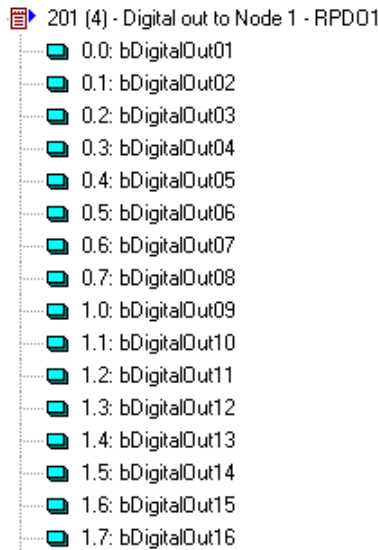 201 (4) - Digital out to Node 1 - RPDO1
0.0: bDigitalOut01
0.1: bDigitalOut02
0.2: bDigitalOut03
0.3: bDigitalOut04
0.4: bDigitalOut05
0.5: bDigitalOut06
0.6: bDigitalOut07
0.7: bDigitalOut08
1.0: bDigitalOut09
1.1: bDigitalOut10
1.2: bDigitalOut11
1.3: bDigitalOut12
1.4: bDigitalOut13
1.5: bDigitalOut14
1.6: bDigitalOut15
1.7: bDigitalOut16